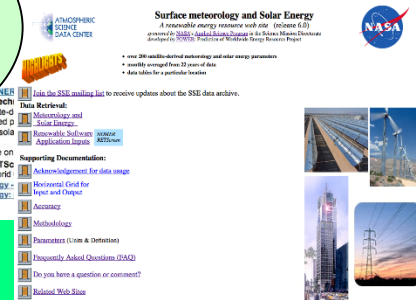 ATMOSPHERIC
SCIENCE
DATA CENTER
Surface meteorology and Solar Energy
A renewable energy resource web site (release 6.0)
sponsored by NASA's Applied Science Program in the Science Mission Directorate
developed by POWER: Prediction of Worldwide Energy Resource Project
NASA
HIGHLIGHTS
• over 200 satellite-derived meteorology and solar energy parameters
• monthly averaged from 22 years of data
• data tables for a particular location
Join the SSE mailing list to receive updates about the SSE data archive.
Data Retrieval:
Meteorology and
Solar Energy
Renewable Software
Application Inputs
RETScreen
Supporting Documentation:
Acknowledgement for data usage
Horizontal Grid for
Input and Output
Accuracy
Methodology
Parameters (Units & Definition)
Frequently Asked Questions (FAQ)
Do you have a question or comment?
Related Web Sites